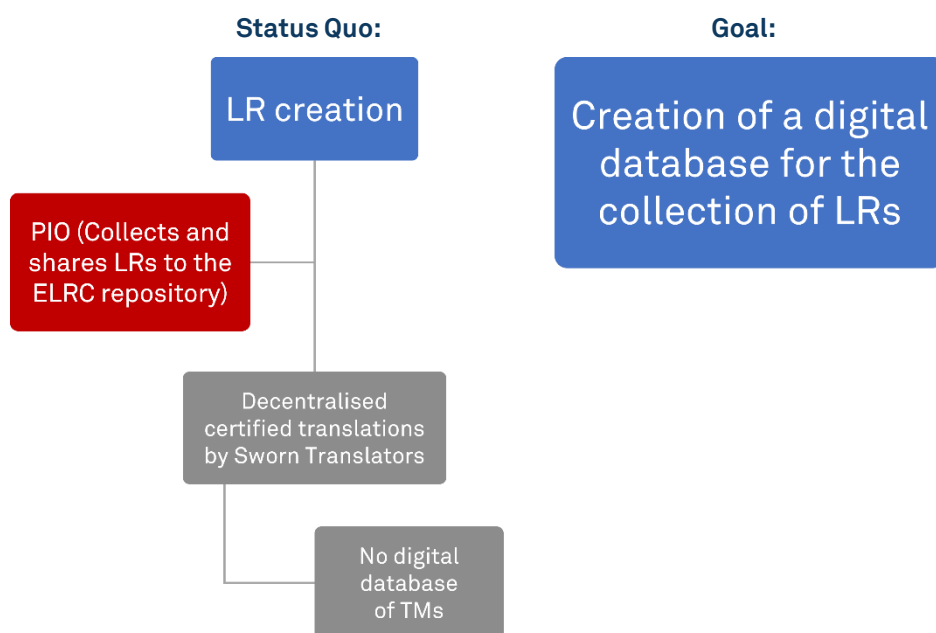 Status Quo:
Goal:
LR creation
Creation of a digital
database for the
collection of LRs
PIO (Collects and
shares LRs to the
ELRC repository)
Decentralised
certified translations
by Sworn Translators
No digital
database
of TMs